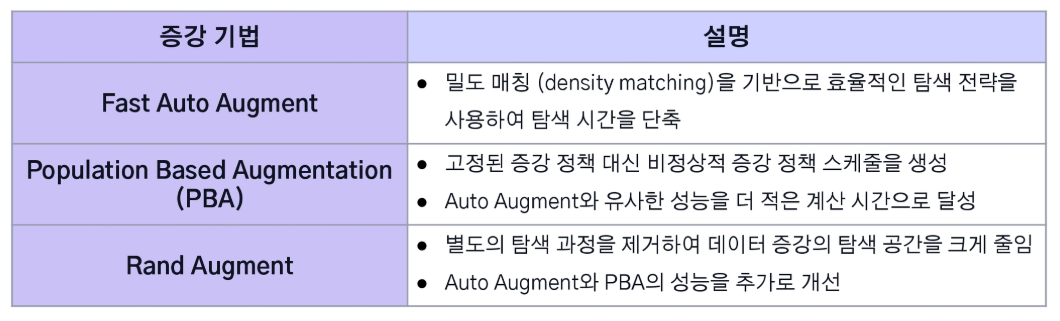 증강 기법
설명
Fast Auto Augment
● 밀도 매칭 (density matching)을 기반으로 효율적인 탐색 전략을
사용하여 탐색 시간을 단축
Population Based Augmentation
(PBA)
● 고정된 증강 정책 대신 비정상적 증강 정책 스케줄을 생성
● Auto Augment와 유사한 성능을 더 적은 계산 시간으로 달성
Rand Augment
● 별도의 탐색 과정을 제거하여 데이터 증강의 탐색 공간을 크게 줄임
● Auto Augment와 PBA의 성능을 추가로 개선